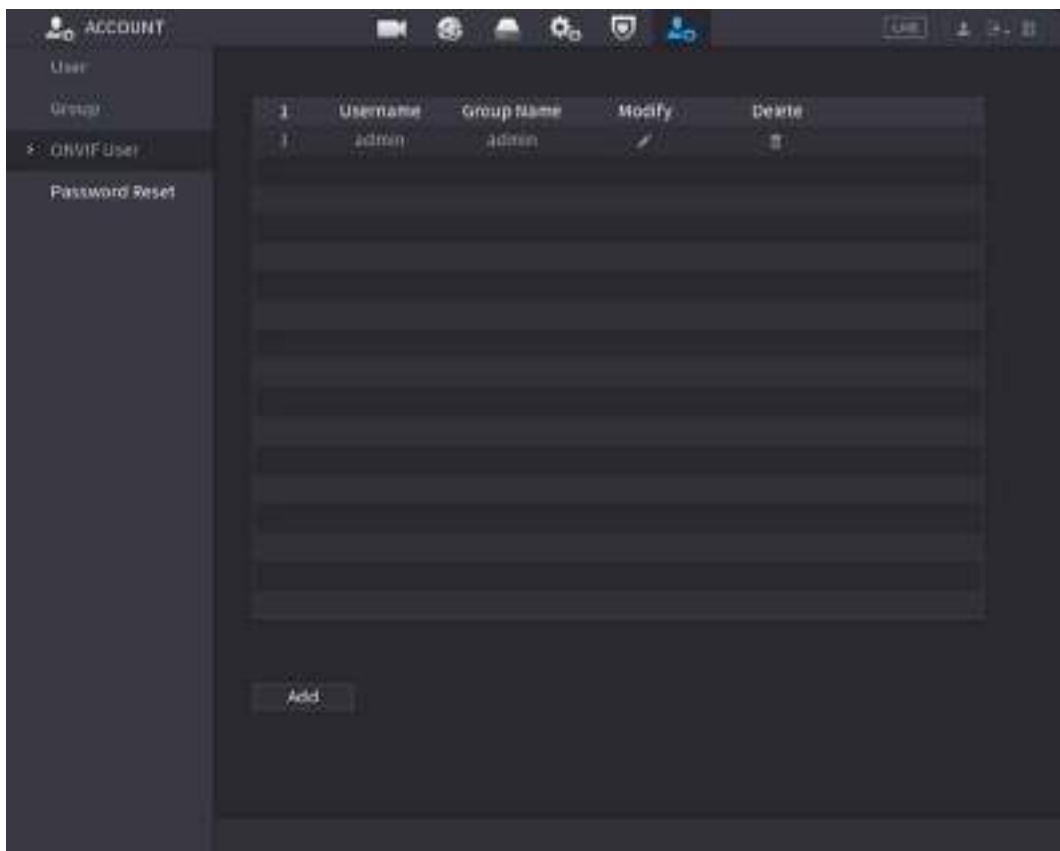 ACCOUNT LIVE
User
Group
ONVIF User
Password Reset
1 Username Group Name Modify Delete
1 admin admin
Add